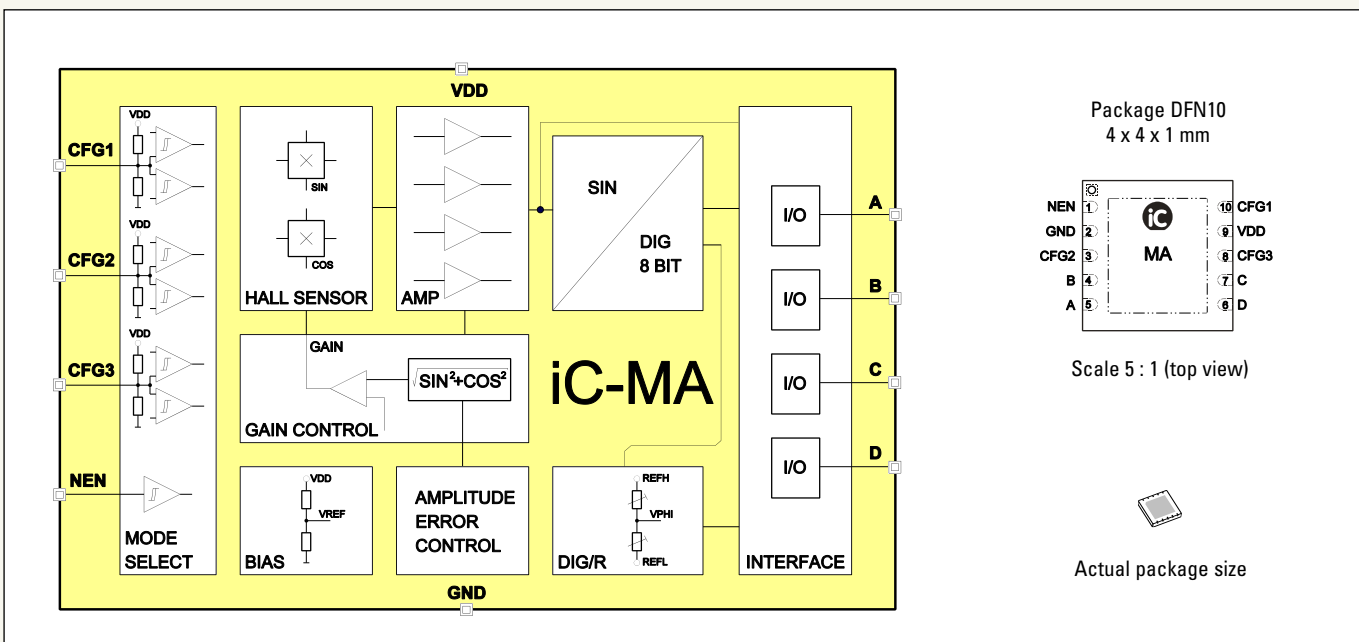 VDD
CFG1
VDD
CFG2
VDD
CFG3
VDD
NEN
MODE
SELECT
SIN
COS
HALL SENSOR
AMP
SIN
DIG
8 BIT
I/O
A
I/O
B
I/O
C
I/O
D
INTERFACE
GAIN
√SIN²+COS²
GAIN CONTROL
iC-MA
VDD
VREF
BIAS
AMPLITUDE
ERROR
CONTROL
REFH
VPHI
REFL
DIG/R
GND
Package DFN10
4 x 4 x 1 mm
NEN 1
GND 2
CFG2 3
B 4
A 5
iC
MA
10 CFG1
9 VDD
8 CFG3
7 C
6 D
Scale 5 : 1 (top view)
Actual package size